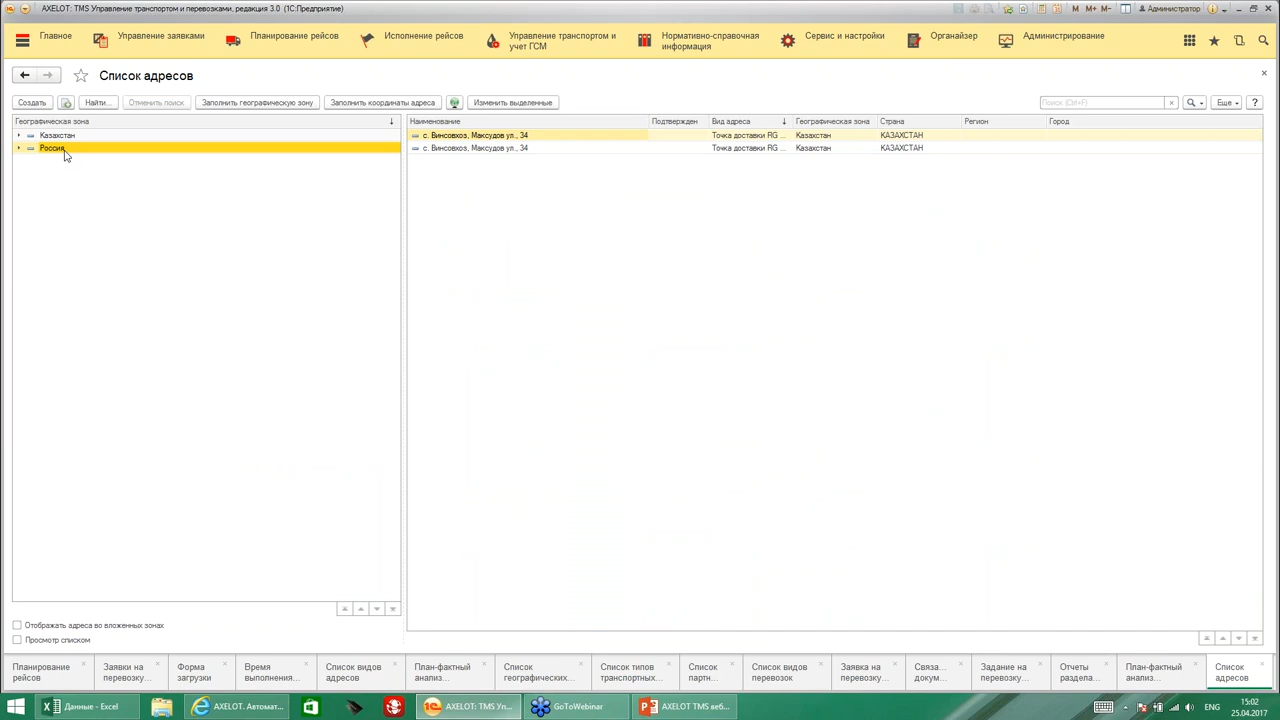 AXELOT: TMS Управление транспортом и перевозками, редакция 3.0 (1С:Предприятие)
M M+ M- Администратор
Главное
Управление заявками
Планирование рейсов
Исполнение рейсов
Управление транспортом и
учет ГСМ
Нормативно-справочная
информация
Сервис и настройки
Органайзер
Администрирование
Список адресов
Создать Найти... Отменить поиск Заполнить географическую зону Заполнить координаты адреса Изменить выделенные Поиск (Ctrl+F) Еще ?
Географическая зона
Казахстан
Россия
Наименование Подтвержден Вид адреса Географическая зона Страна Регион Город
с. Винсовхоз, Максудов ул., 34 Точка доставки RG ... Казахстан КАЗАХСТАН
с. Винсовхоз, Максудов ул., 34 Точка доставки RG ... Казахстан КАЗАХСТАН
Отображать адреса во вложенных зонах
Просмотр списком
Планирование
рейсов
Заявки на
перевозку...
Форма
загрузки
Время
выполнения...
Список видов
адресов
План-фактный
анализ...
Список
географических...
Список типов
транспортных...
Список
партн...
Список видов
перевозок
Заявка на
перевозку...
Связа...
докум...
Задание на
перевозку...
Отчеты
раздела...
План-фактный
анализ...
Список
адресов
Данные - Excel
AXELOT. Автомат...
AXELOT: TMS Уп...
GoToWebinar
AXELOT TMS веб...
ENG
15:02
25.04.2017